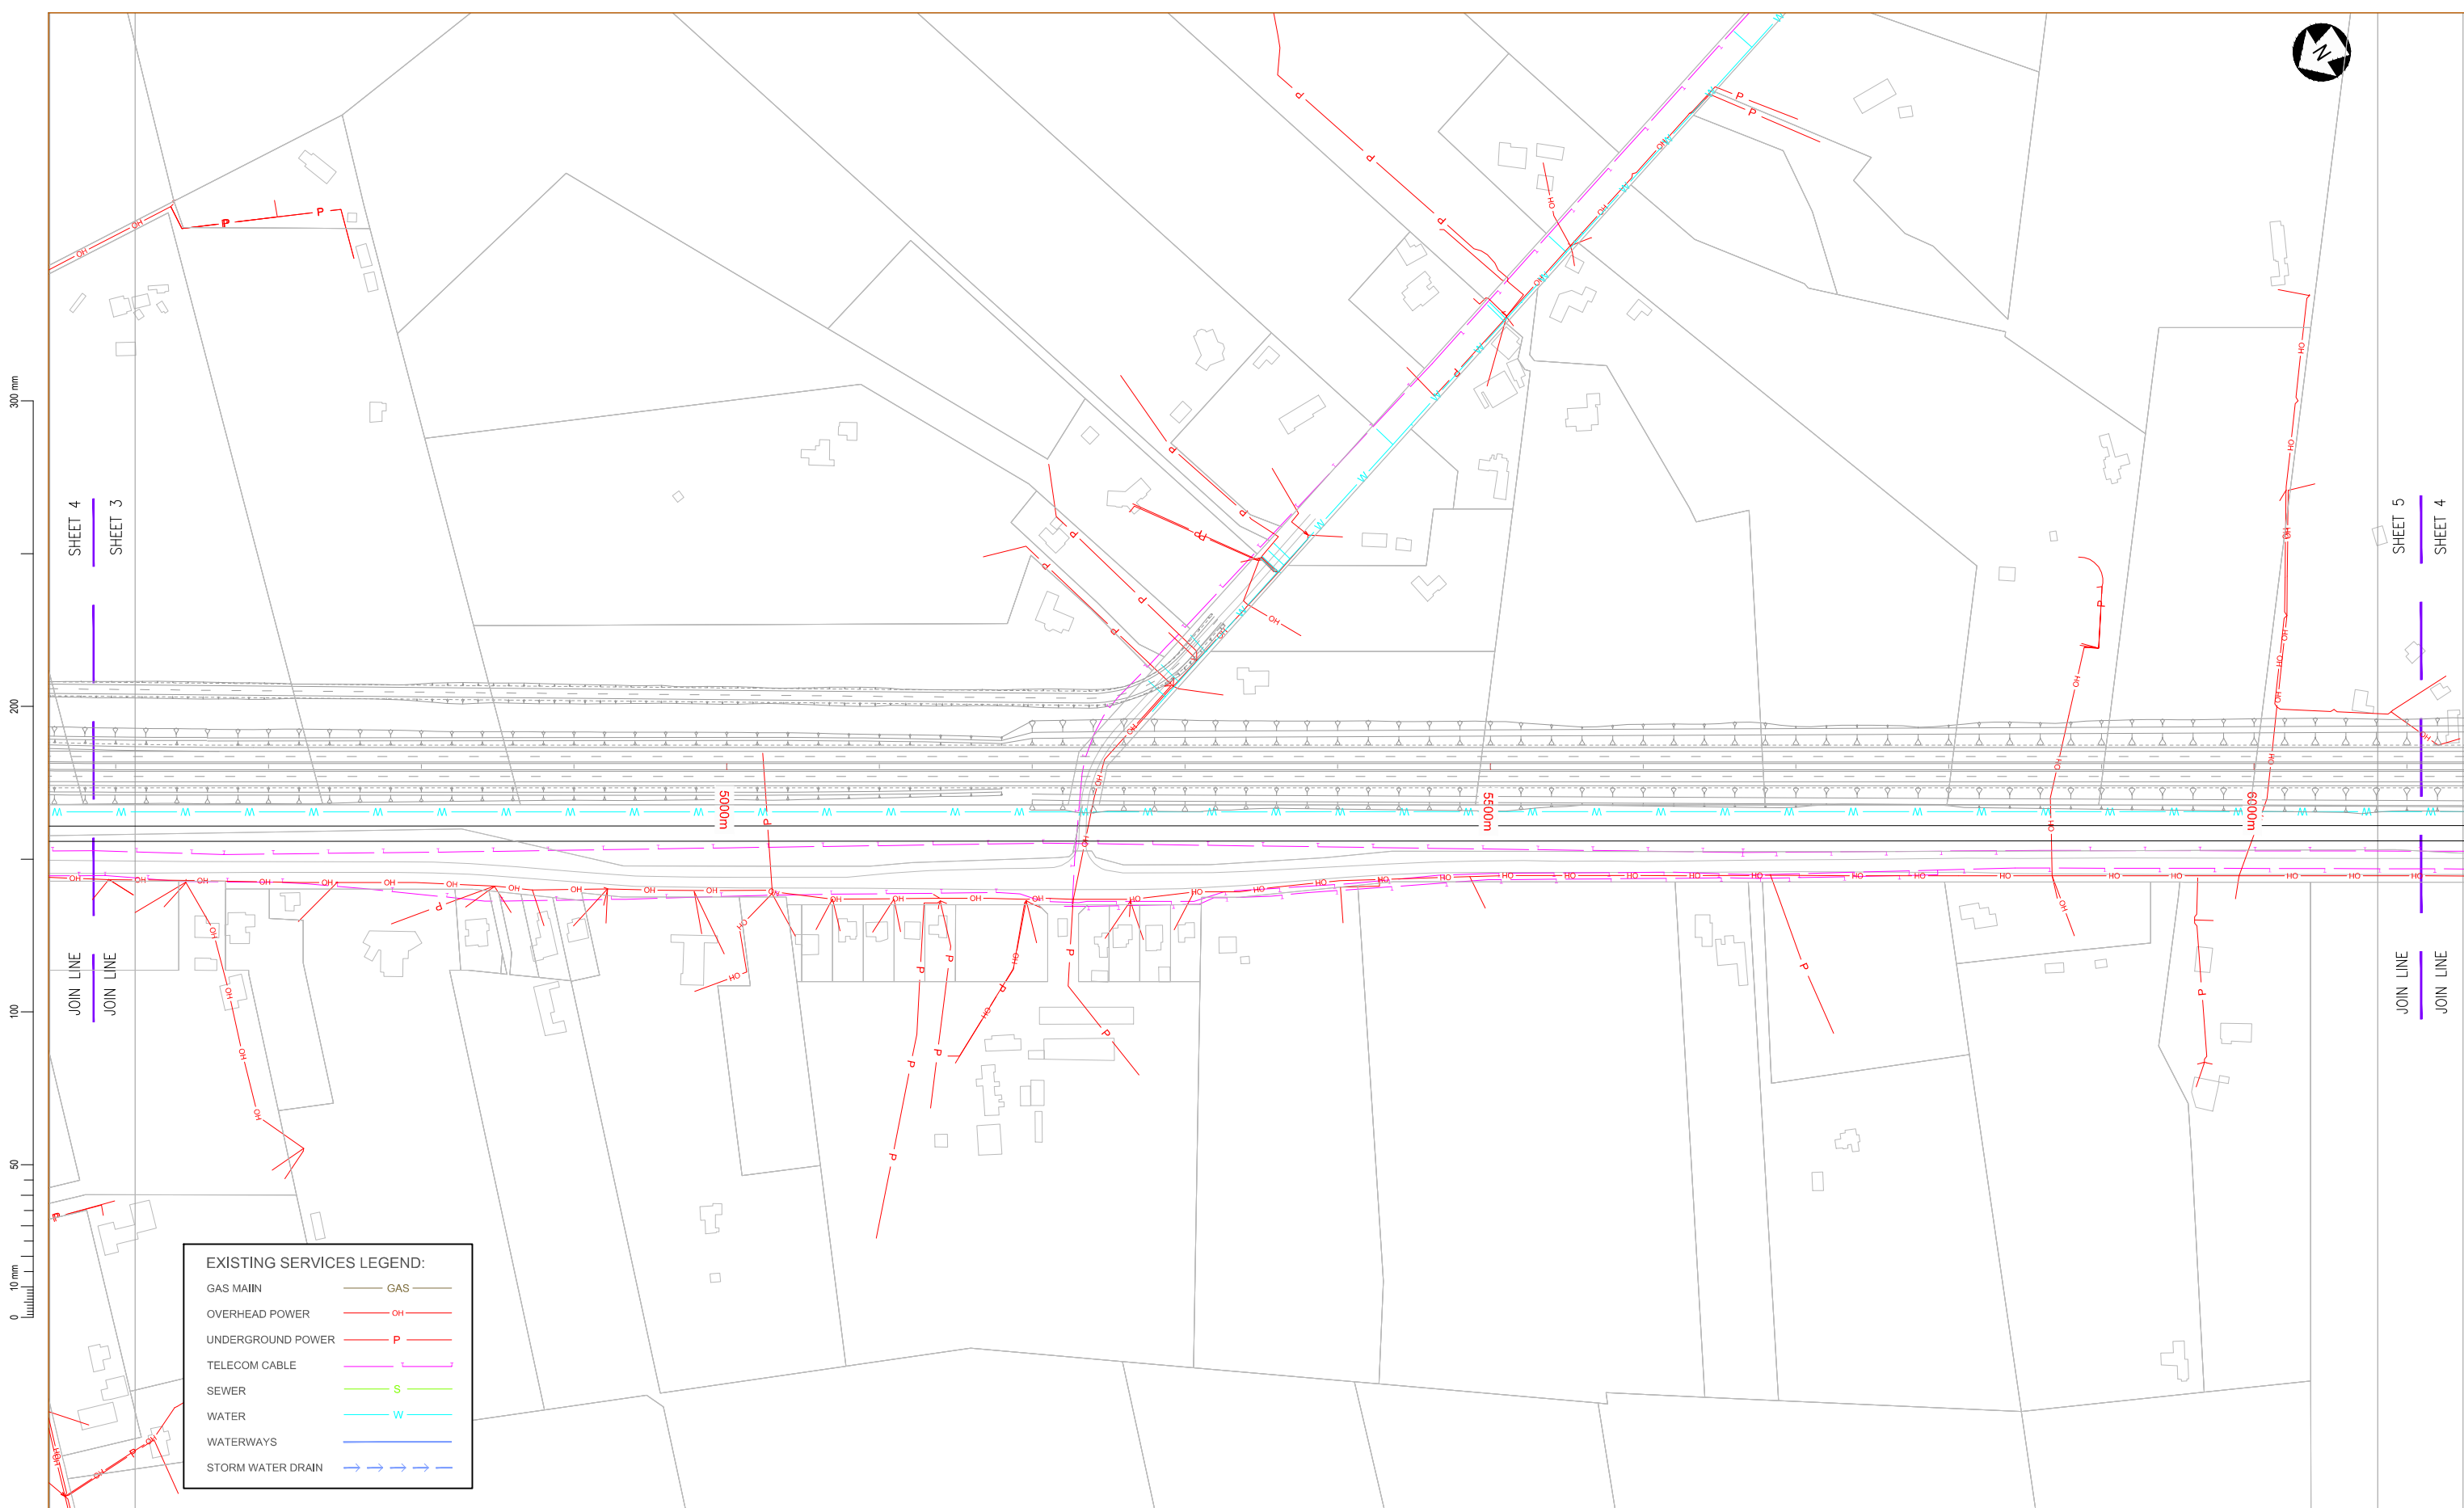 N
300 mm
200
100
50
10 mm
0
SHEET 4
SHEET 3
JOIN LINE
JOIN LINE
SHEET 5
SHEET 4
JOIN LINE
JOIN LINE
5000m
5500m
6000m
EXISTING SERVICES LEGEND:
GAS MAIIN
GAS
OVERHEAD POWER
OH
UNDERGROUND POWER
P
TELECOM CABLE
T
SEWER
S
WATER
W
WATERWAYS
STORM WATER DRAIN